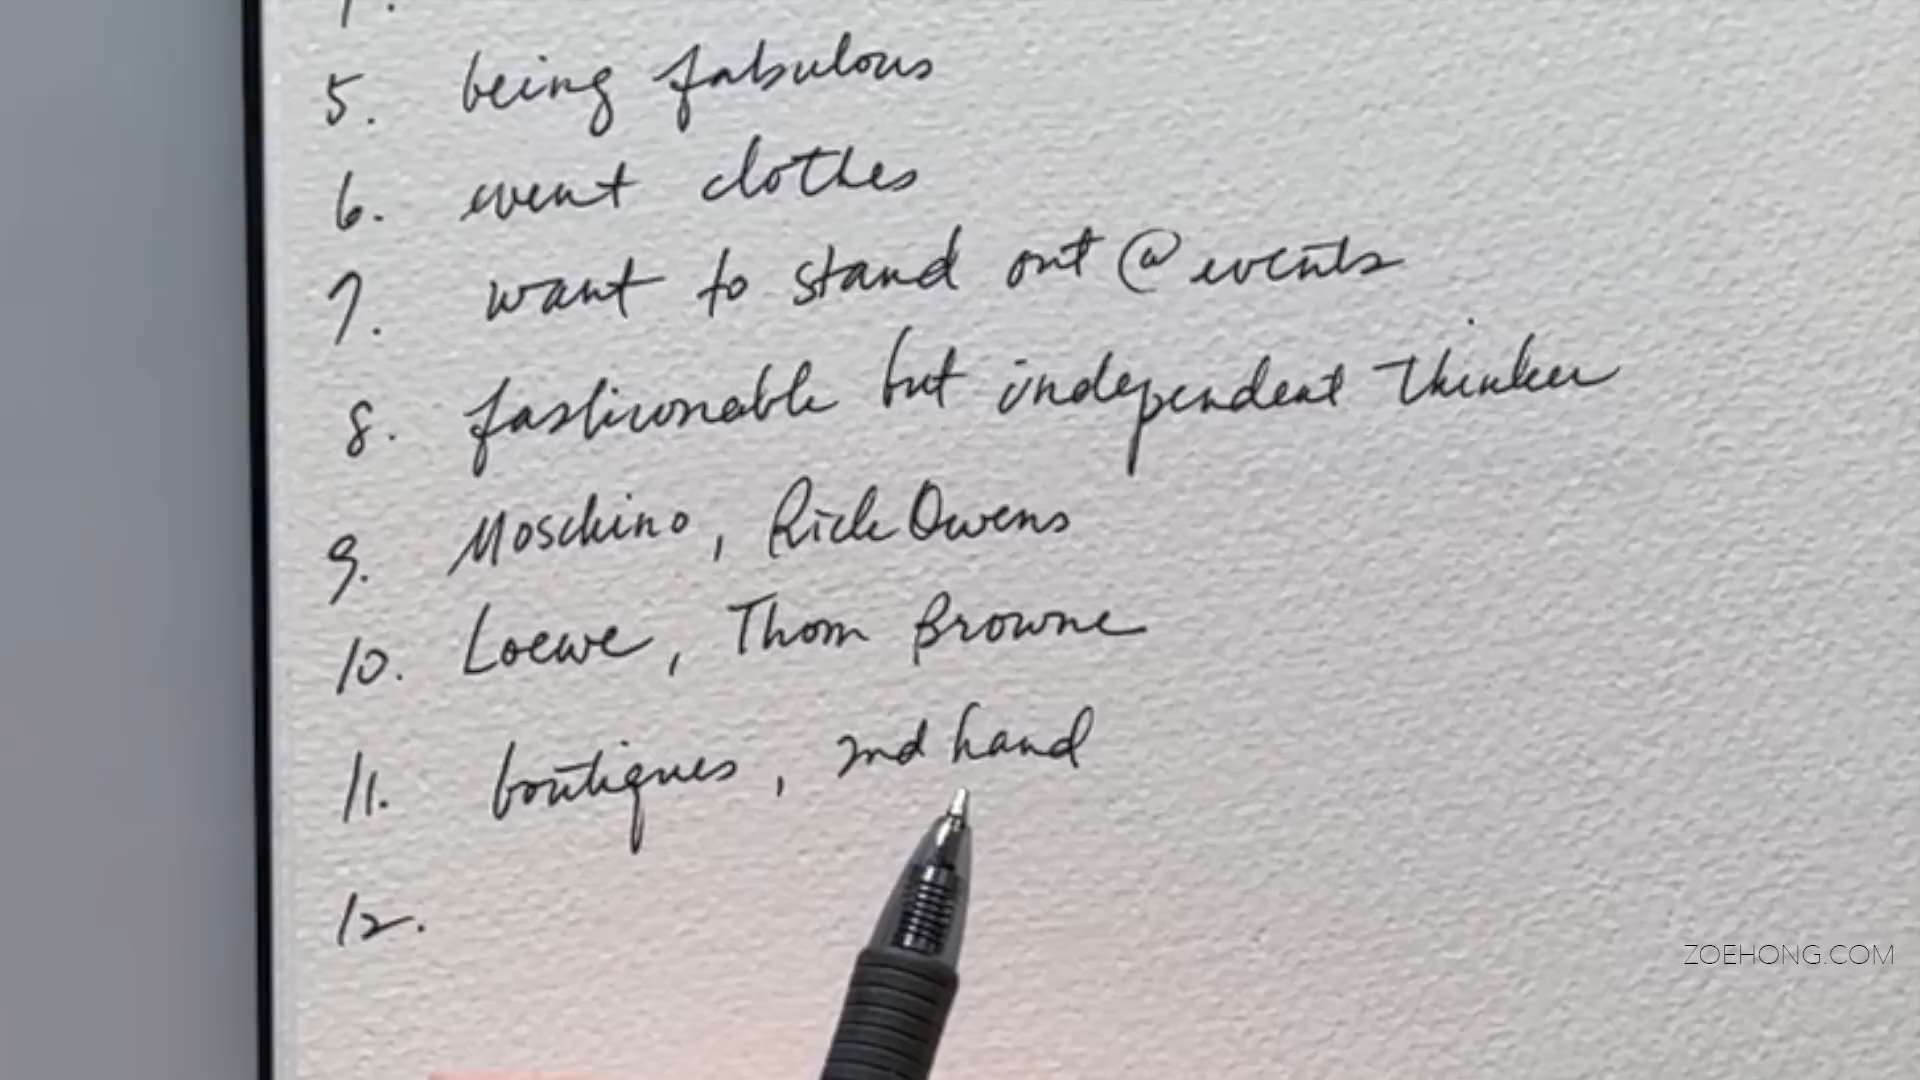 5. being fabulous
6. event clothes
7. want to stand out @ events
8. fashionable but independent thinker
9. Moschino, Rick Owens
10. Loewe, Thom Browne
11. boutiques, 2nd hand
12.
ZOEHONG.COM